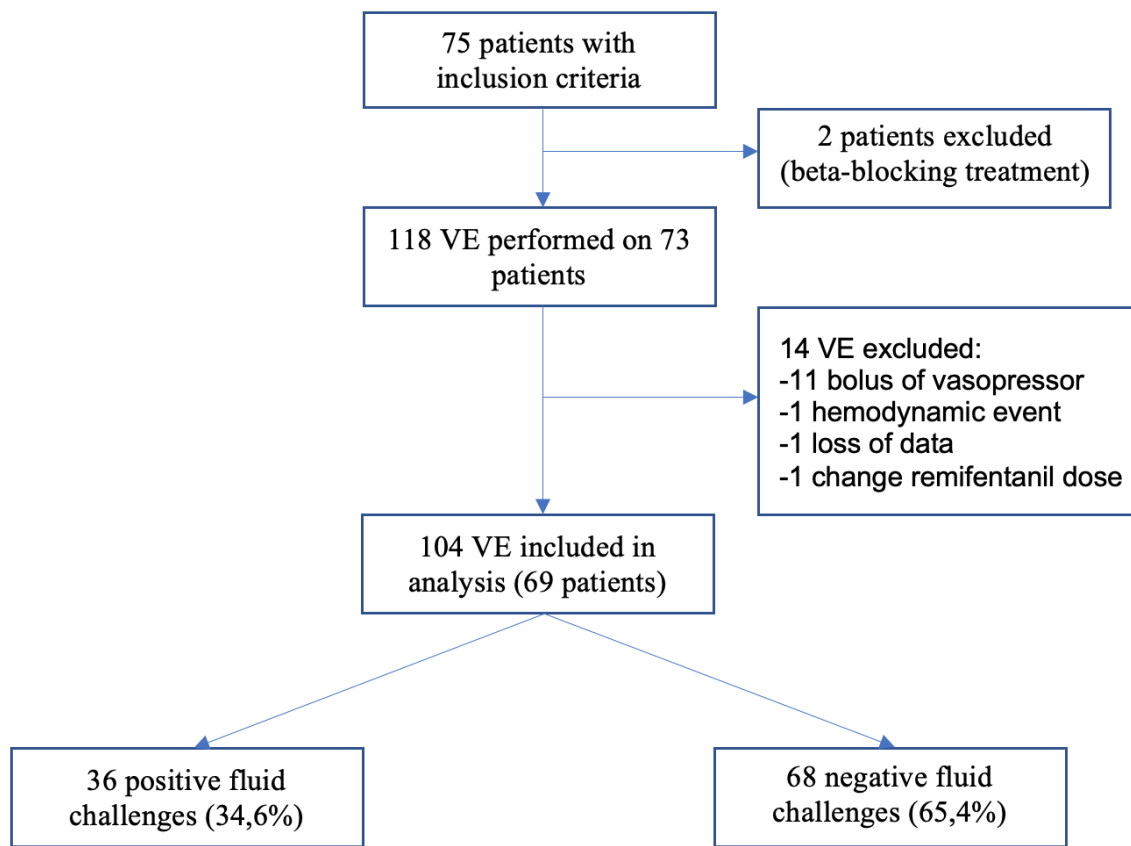 75 patients with
inclusion criteria
2 patients excluded
(beta-blocking treatment)
118 VE performed on 73
patients
14 VE excluded:
-11 bolus of vasopressor
-1 hemodynamic event
-1 loss of data
-1 change remifentanil dose
104 VE included in
analysis (69 patients)
36 positive fluid
challenges (34,6%)
68 negative fluid
challenges (65,4%)